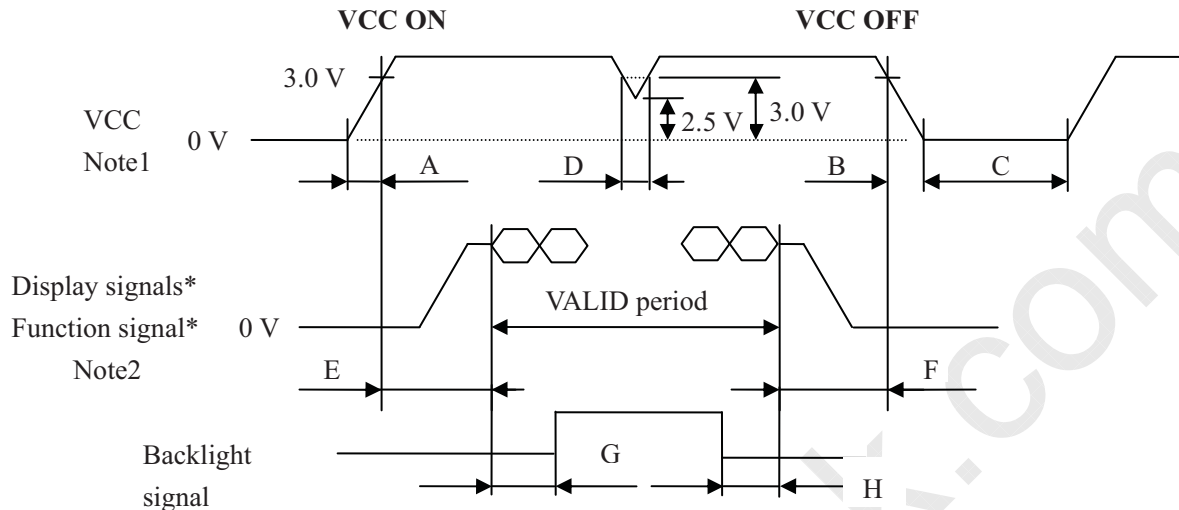 VCC ON
VCC OFF
3.0 V
2.5 V
3.0 V
VCC
Note1
0 V
A
D
B
C
Display signals*
Function signal*
Note2
0 V
VALID period
E
F
Backlight
signal
G
H
k.com